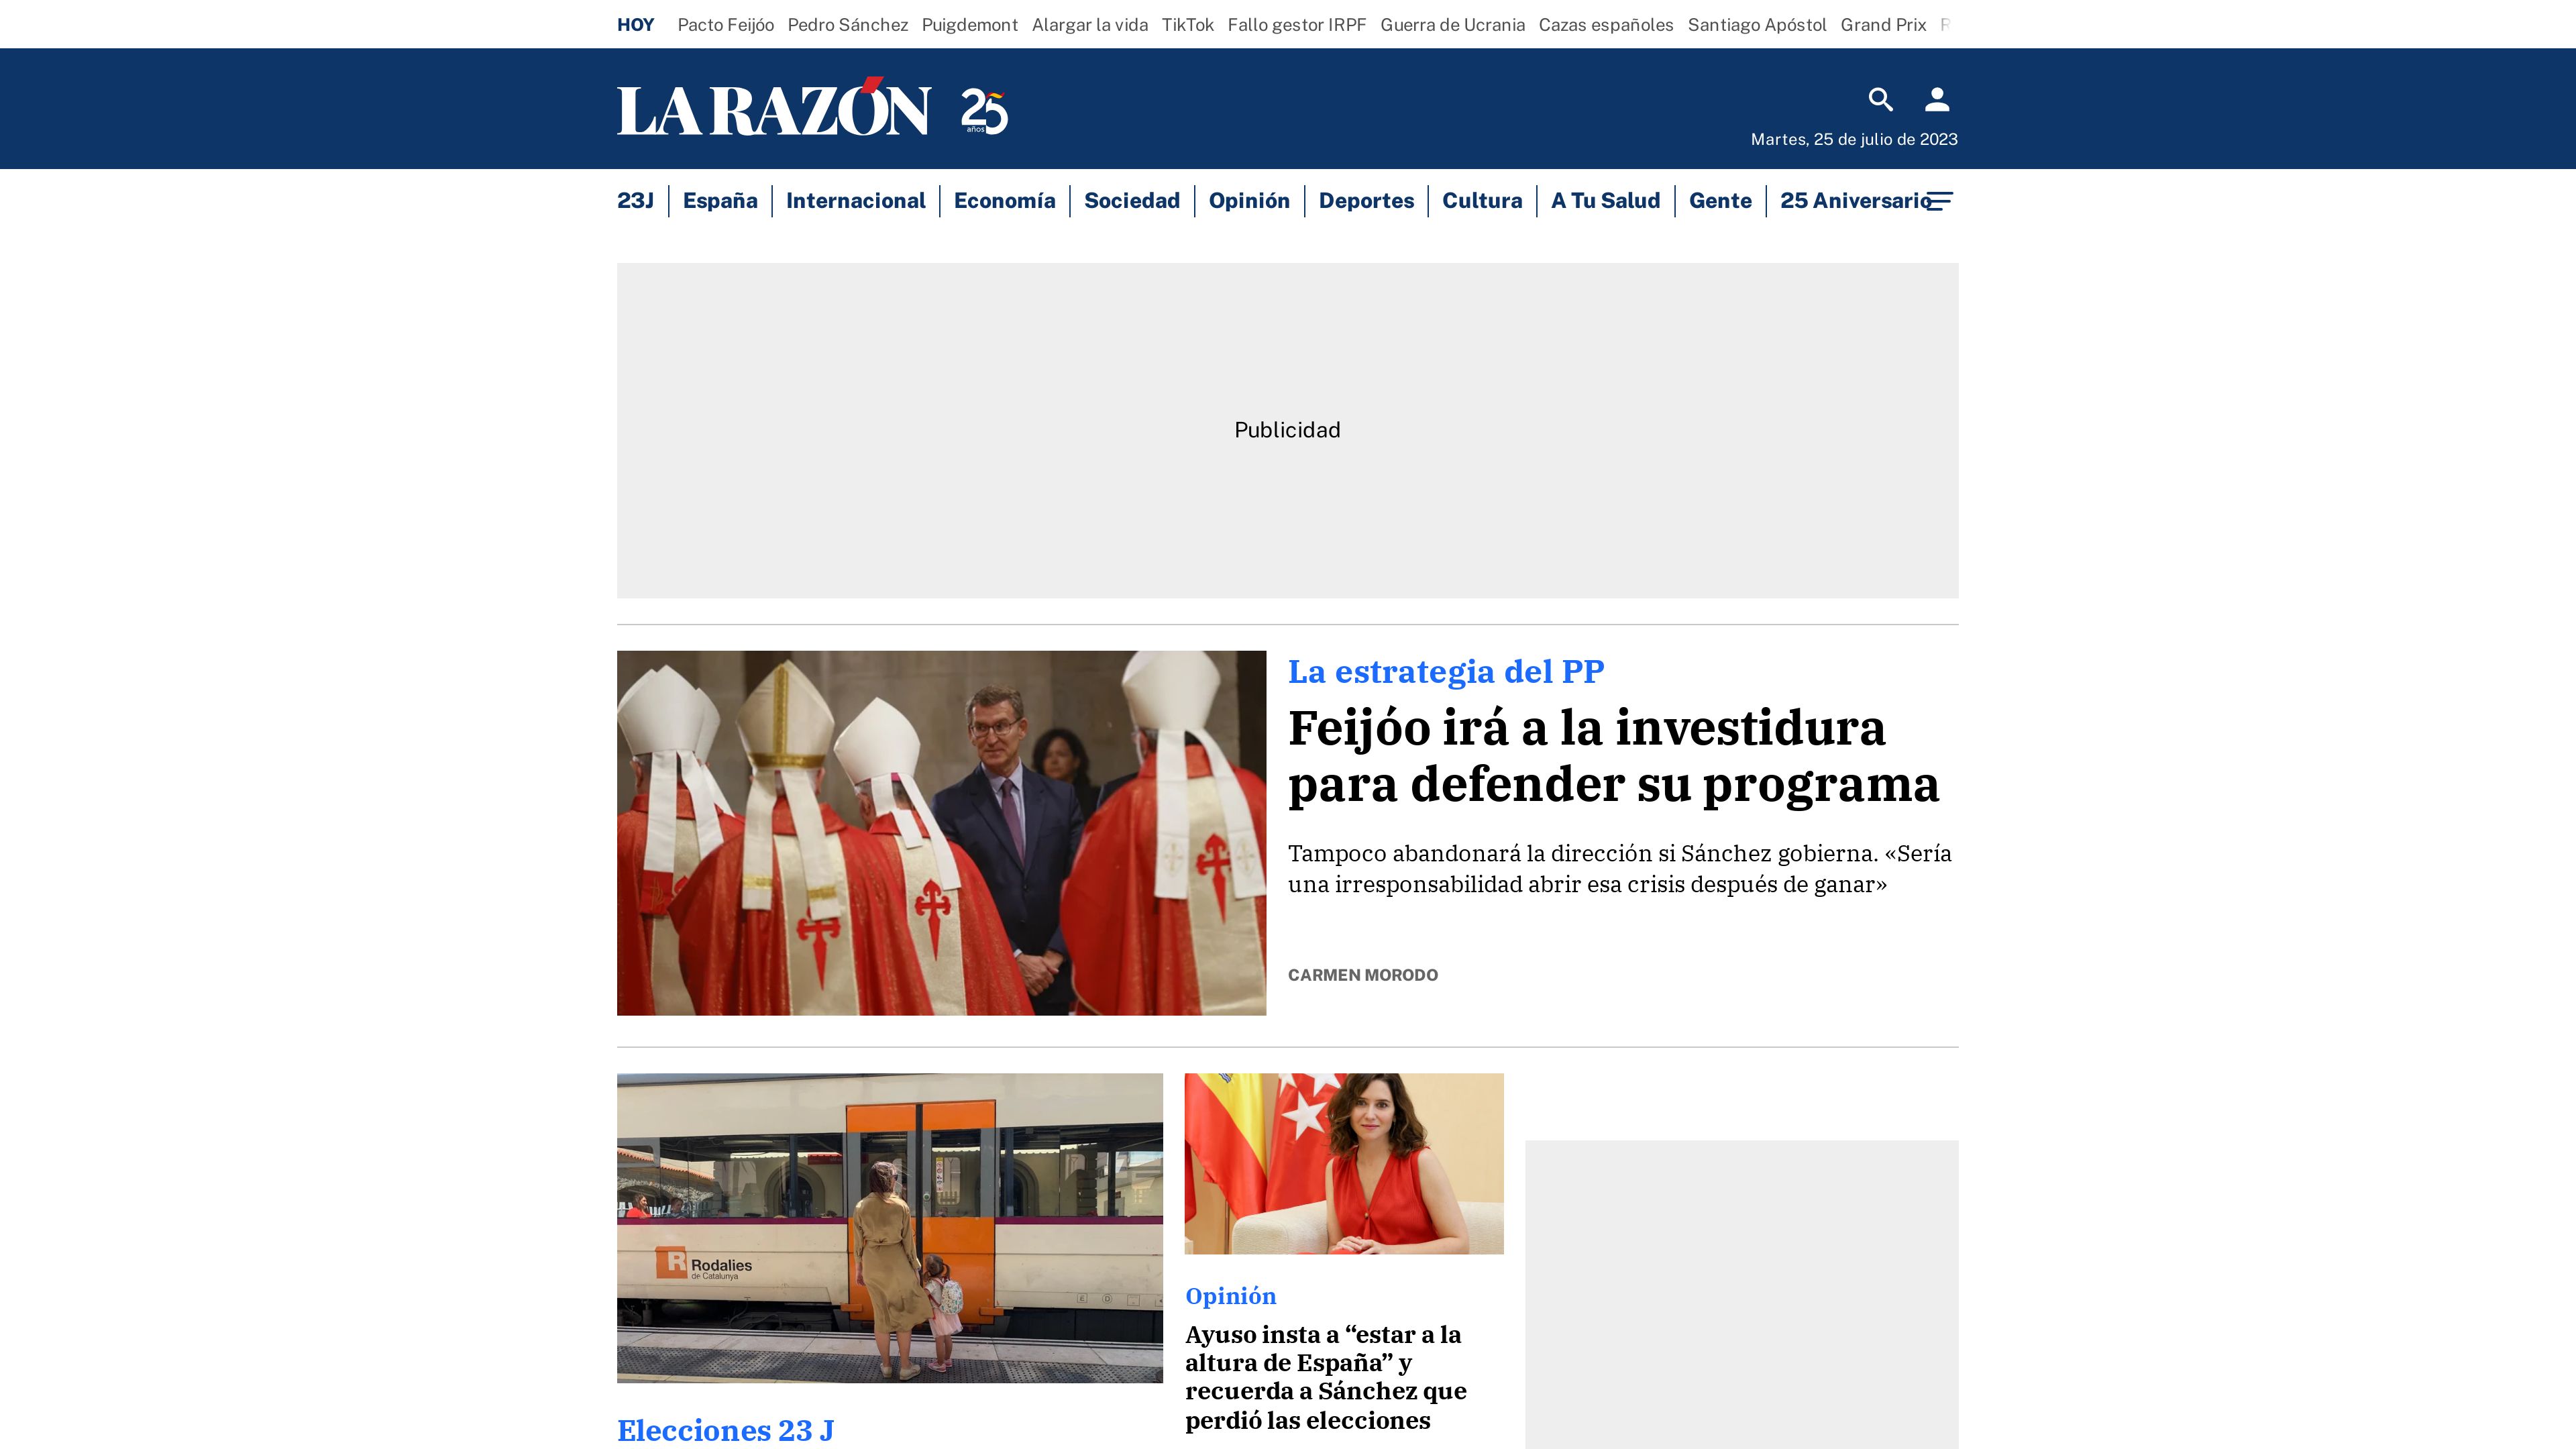 HOY Pacto Feijóo Pedro Sánchez Puigdemont Alargar la vida TikTok Fallo gestor IRPF Guerra de Ucrania Cazas españoles Santiago Apóstol Grand Prix
LA RAZÓN 25 años
Martes, 25 de julio de 2023
23J España Internacional Economía Sociedad Opinión Deportes Cultura A Tu Salud Gente 25 Aniversario
Publicidad
La estrategia del PP
Feijóo irá a la investidura
para defender su programa
Tampoco abandonará la dirección si Sánchez gobierna. «Sería
una irresponsabilidad abrir esa crisis después de ganar»
CARMEN MORODO
R Rodalies
de Catalunya
Elecciones 23 J
Opinión
Ayuso insta a “estar a la
altura de España” y
recuerda a Sánchez que
perdió las elecciones